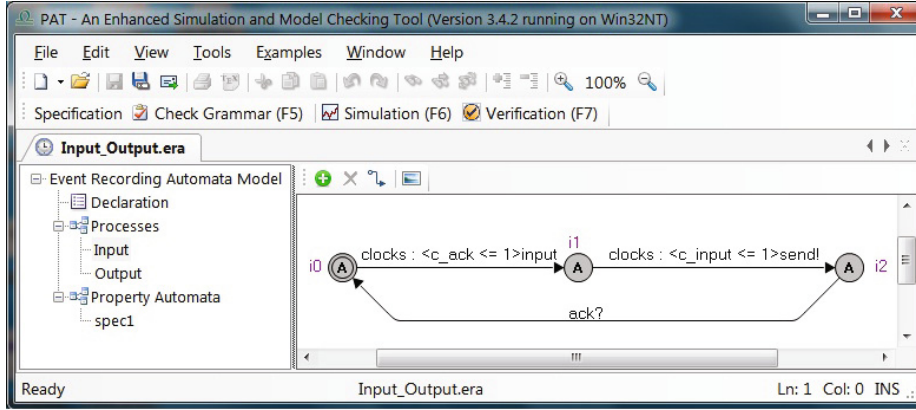 PAT - An Enhanced Simulation and Model Checking Tool (Version 3.4.2 running on Win32NT)
File Edit View Tools Examples Window Help
100%
Specification Check Grammar (F5) Simulation (F6) Verification (F7)
Input_Output.era
Event Recording Automata Model
Declaration
Processes
Input
Output
Property Automata
spec1
i0 A clocks : <c_ack <= 1>input i1 A clocks : <c_input <= 1>send! A i2
ack?
Ready Input_Output.era Ln: 1 Col: 0 INS